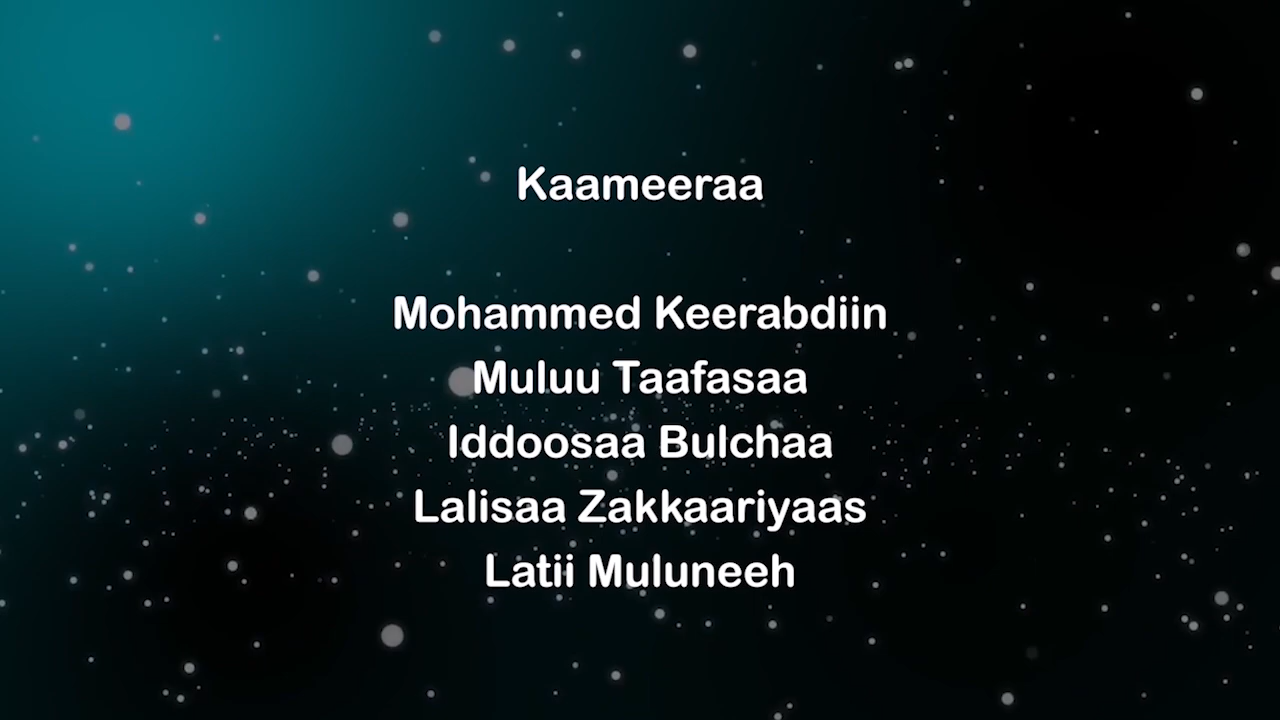 Kaameeraa
Mohammed Keerabdiin
Muluu Taafasaa
Iddoosaa Bulchaa
Lalisaa Zakkaariyaas
Latii Muluneeh